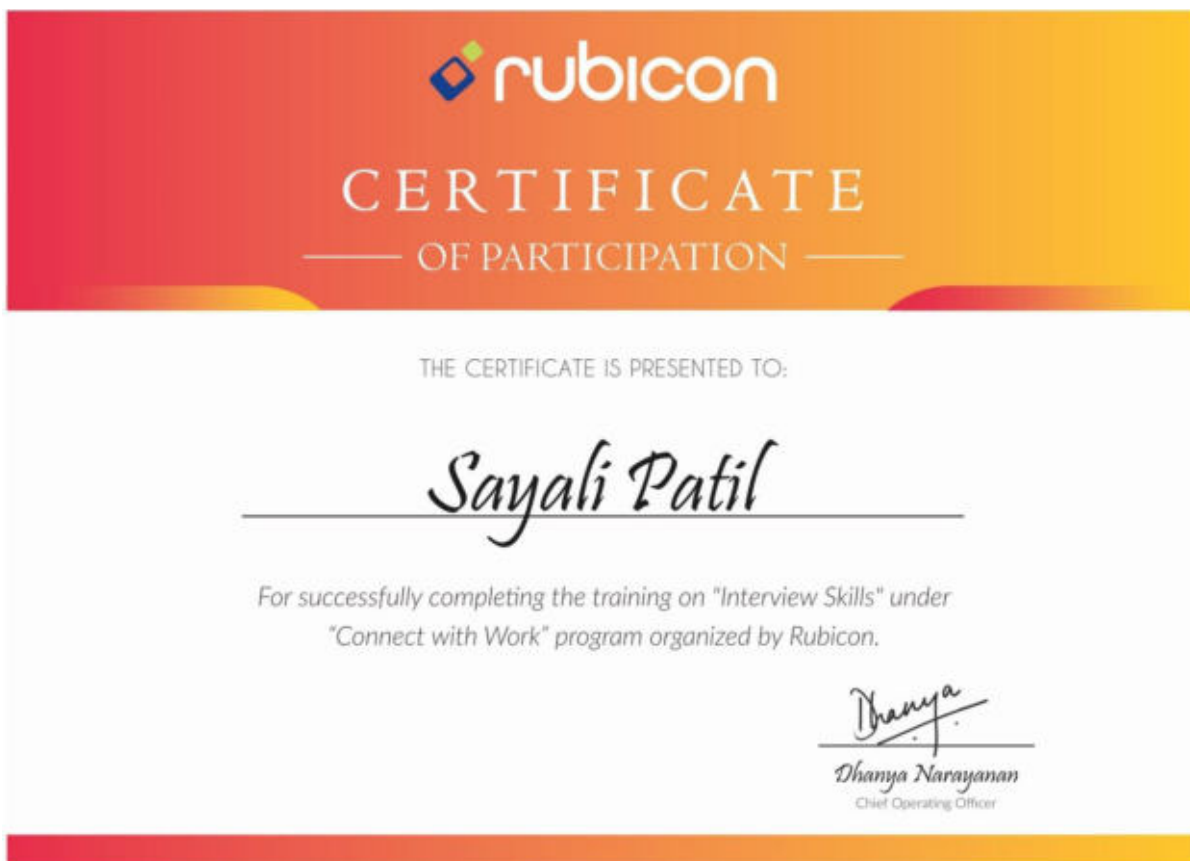 rubicon
CERTIFICATE
OF PARTICIPATION
THE CERTIFICATE IS PRESENTED TO:
Sayali Patil
For successfully completing the training on "Interview Skills" under
"Connect with Work" program organized by Rubicon.
Dhanya
Dhanya Narayanan
Chief Operating Officer